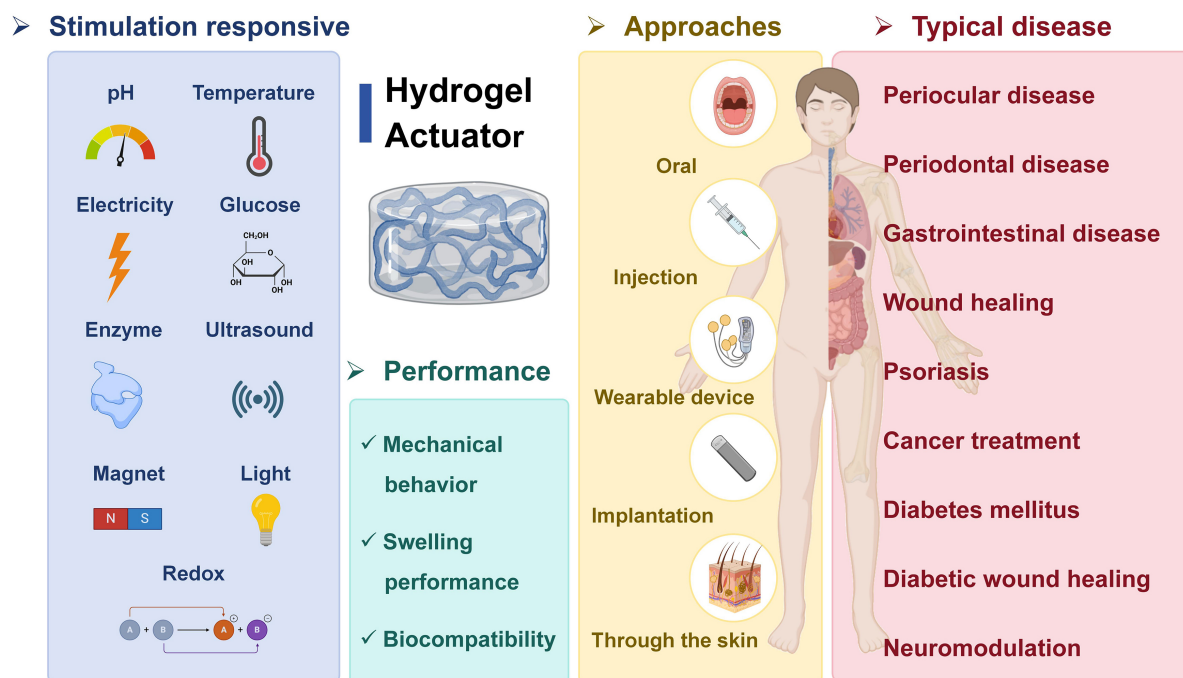 Stimulation responsive
pH
Temperature
Electricity
Glucose
CH₂OH
O
OH
OH
OH
OH
Enzyme
Ultrasound
Magnet
Light
N S
Redox
A + B A + B
+ −
Hydrogel
Actuator
Performance
✓ Mechanical
behavior
✓ Swelling
performance
✓ Biocompatibility
Approaches
Oral
Injection
Wearable device
Implantation
Through the skin
Typical disease
Periocular disease
Periodontal disease
Gastrointestinal disease
Wound healing
Psoriasis
Cancer treatment
Diabetes mellitus
Diabetic wound healing
Neuromodulation